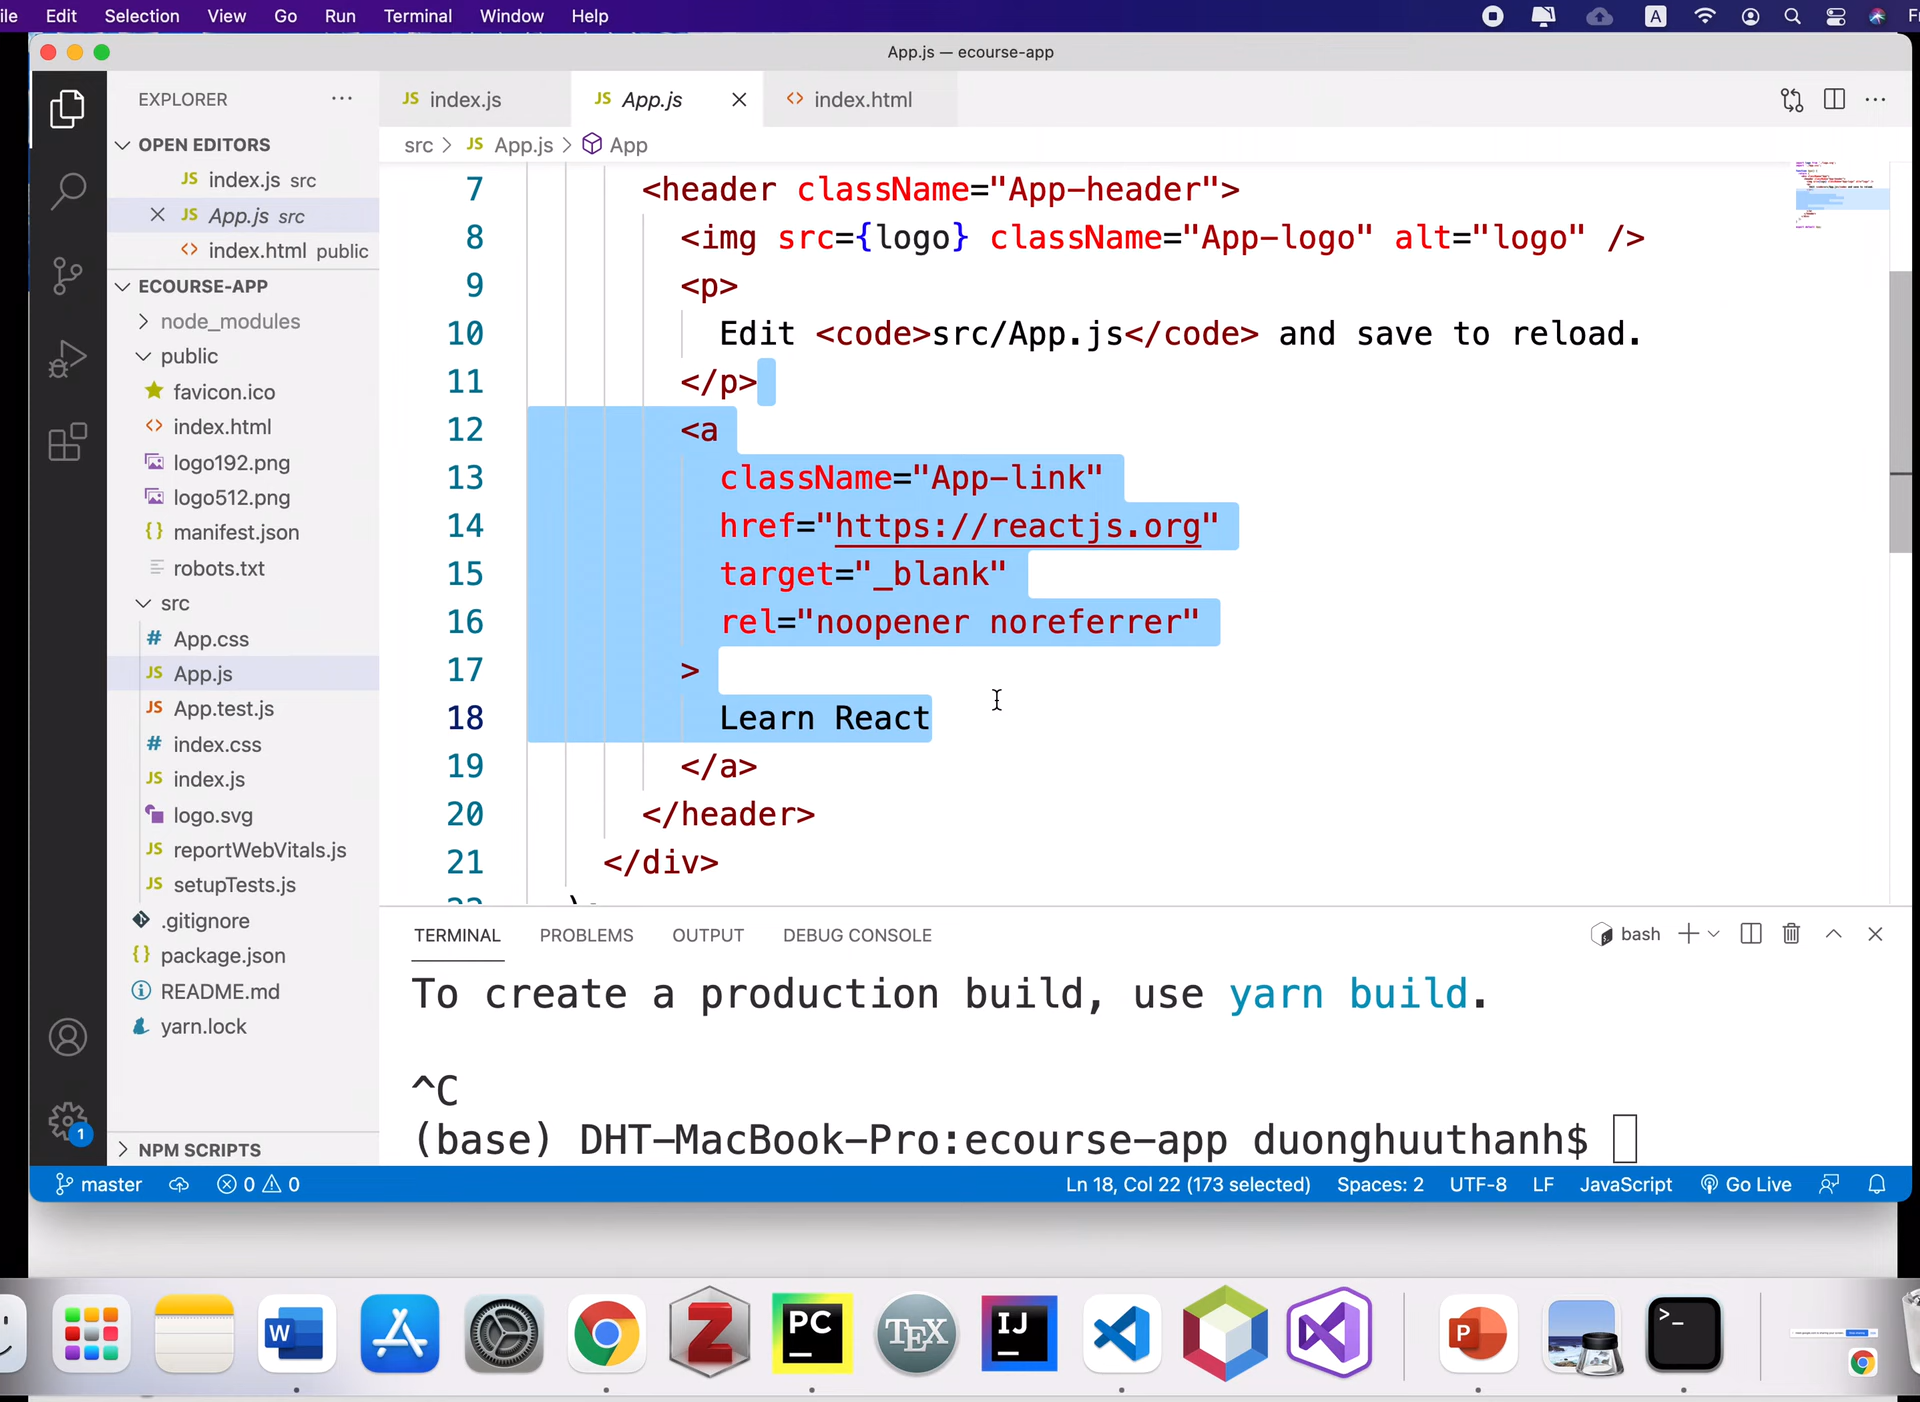 Edit Selection View Go Run Terminal Window Help
A
App.js — ecourse-app
EXPLORER
JS index.js
JS App.js
<> index.html
OPEN EDITORS
src > JS App.js > App
JS index.js src
JS App.js src
<> index.html public
ECOURSE-APP
node_modules
public
favicon.ico
<> index.html
logo192.png
logo512.png
{} manifest.json
robots.txt
src
# App.css
JS App.js
JS App.test.js
# index.css
JS index.js
logo.svg
JS reportWebVitals.js
JS setupTests.js
.gitignore
{} package.json
README.md
yarn.lock
NPM SCRIPTS
1
7 <header className="App-header">
8 <img src={logo} className="App-logo" alt="logo" />
9 <p>
10 Edit <code>src/App.js</code> and save to reload.
11 </p>
12 <a
13 className="App-link"
14 href="https://reactjs.org"
15 target="_blank"
16 rel="noopener noreferrer"
17 >
18 Learn React
19 </a>
20 </header>
21 </div>
TERMINAL PROBLEMS OUTPUT DEBUG CONSOLE
bash
To create a production build, use yarn build.
^C
(base) DHT-MacBook-Pro:ecourse-app duonghuuthanh$
master 0 0
Ln 18, Col 22 (173 selected) Spaces: 2 UTF-8 LF JavaScript Go Live
W
Z
PC
TEX
IJ
P
>_